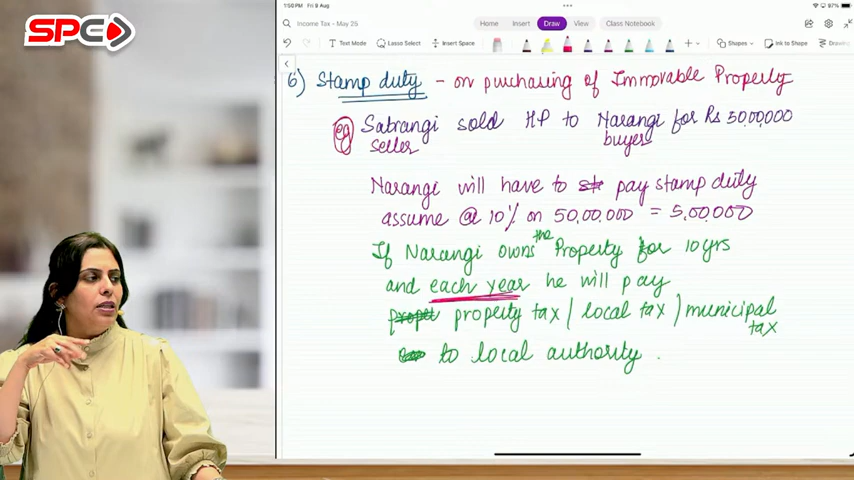 SPC
1:50 PM Fri 9 Aug
97%
Income Tax - May 25
Home Insert Draw View Class Notebook
Text Mode Lasso Select Insert Space Shapes Ink to Shape Drawing
6) Stamp duty - on purchasing of Immovable Property
eg Satrangi sold HP to Narangi for Rs 50,00,000
seller buyers
Narangi will have to pay stamp duty
assume @ 10% on 50,00,000 = 5,00,000
If Narangi owns the Property for 10 yrs
and each year he will pay
property tax / local tax / municipal
tax
to local authority .